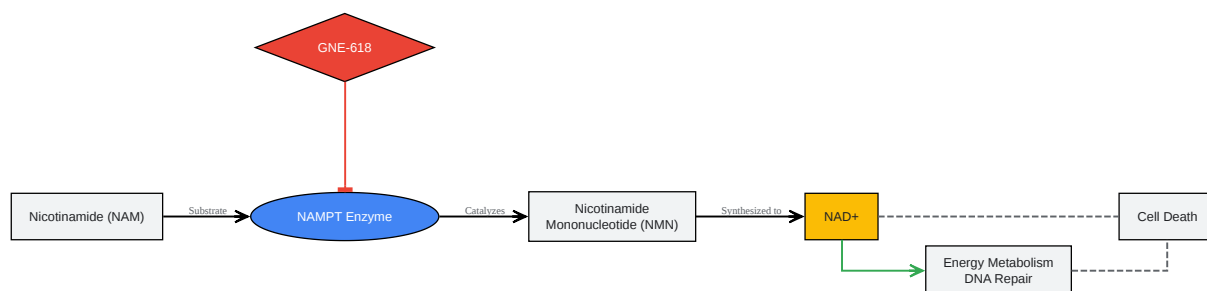 GNE-618
Nicotinamide (NAM)
Substrate
NAMPT Enzyme
Catalyzes
Nicotinamide
Mononucleotide (NMN)
Synthesized to
NAD+
Cell Death
Energy Metabolism
DNA Repair